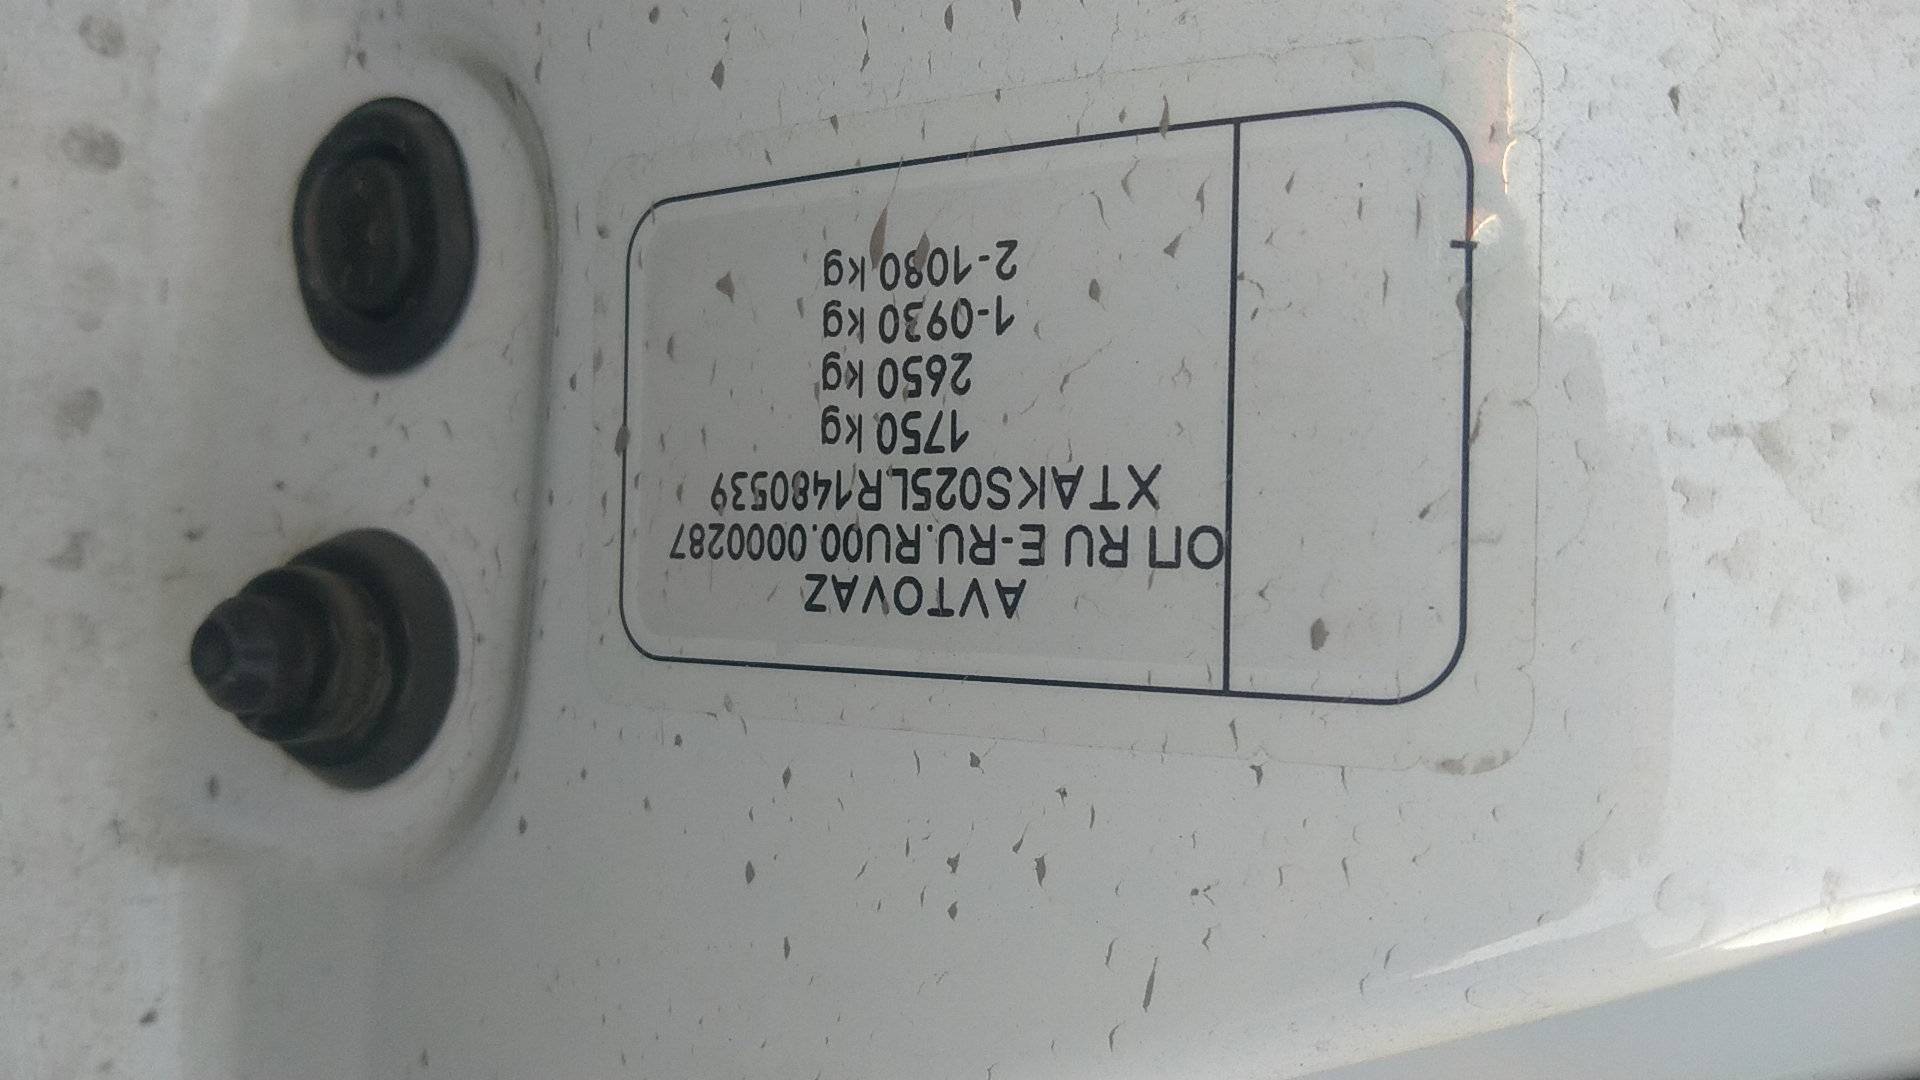 AVTOVAZ
ОП RU E-RU.RU00.0000287
XTAKS025LR1480539
1750 kg
2650 kg
1-0930 kg
2-1080 kg